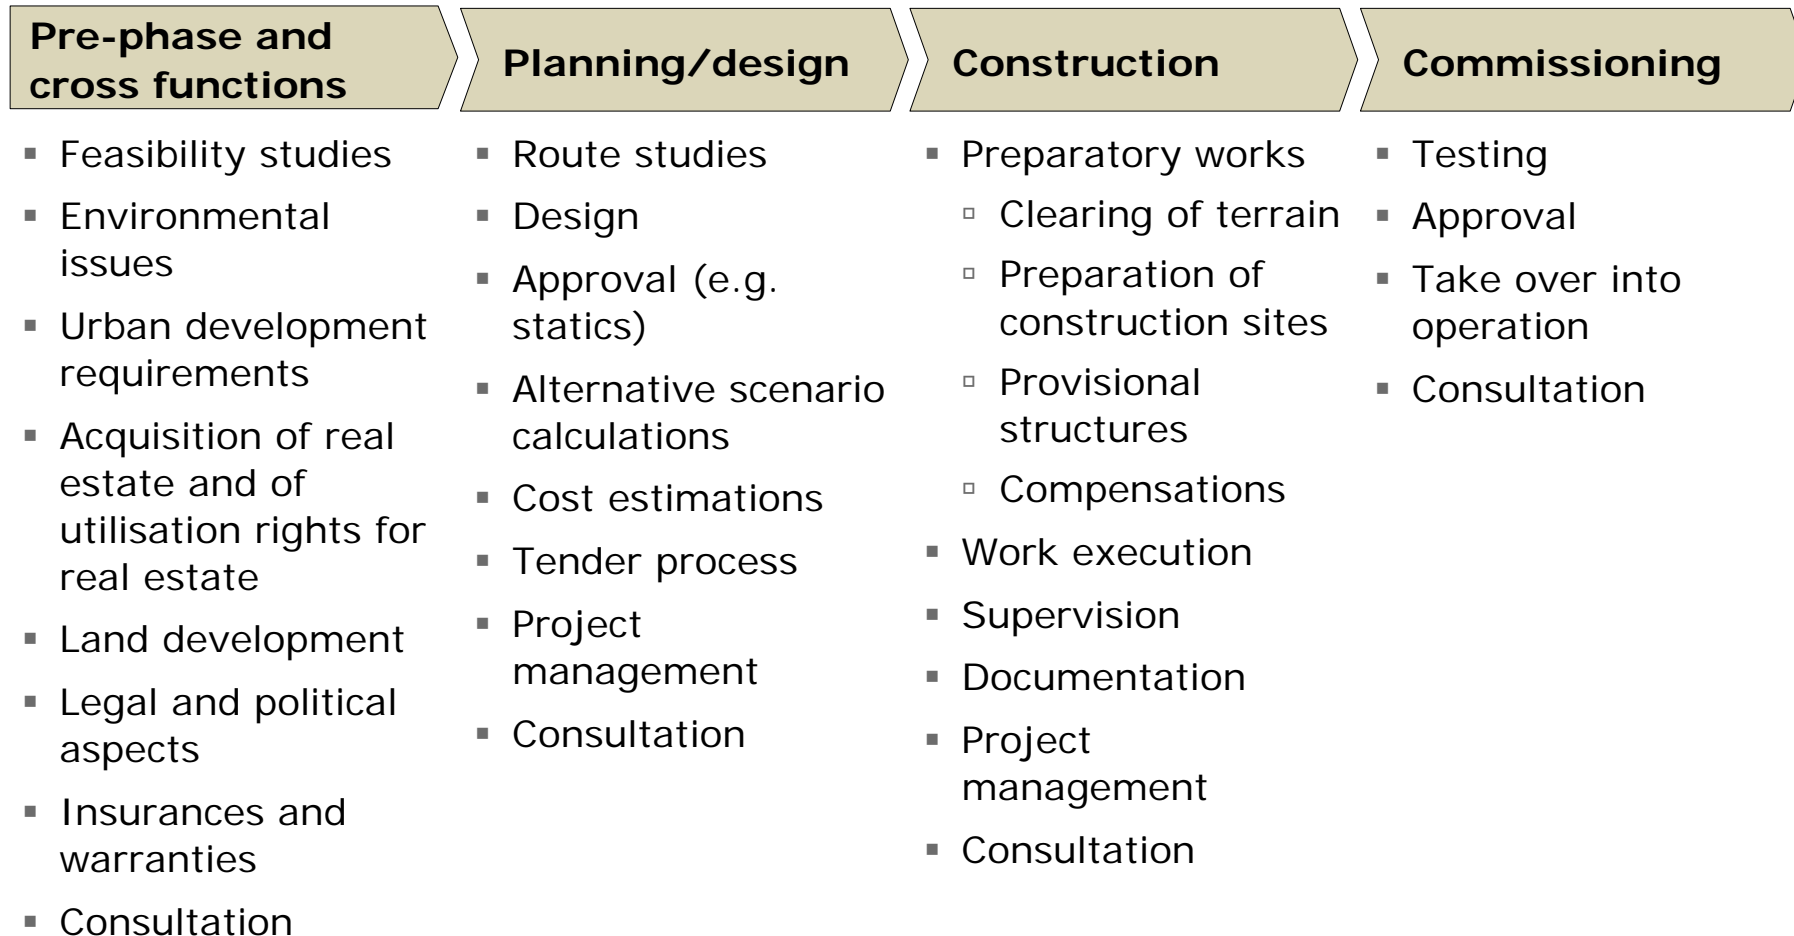 Pre-phase and
cross functions
Feasibility studies
Environmental
issues
Urban development
requirements
Acquisition of real
estate and of
utilisation rights for
real estate
Land development
Legal and political
aspects
Insurances and
warranties
Consultation
Planning/design
Route studies
Design
Approval (e.g.
statics)
Alternative scenario
calculations
Cost estimations
Tender process
Project
management
Consultation
Construction
Preparatory works
Clearing of terrain
Preparation of
construction sites
Provisional
structures
Compensations
Work execution
Supervision
Documentation
Project
management
Consultation
Commissioning
Testing
Approval
Take over into
operation
Consultation